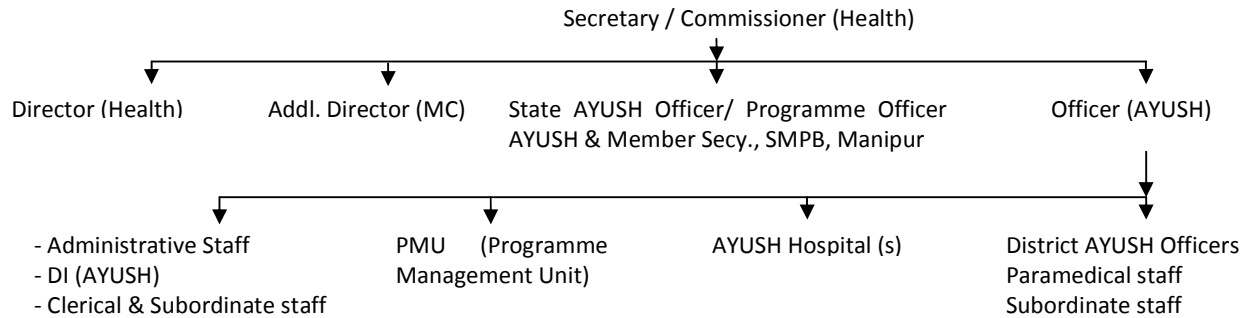 Secretary / Commissioner (Health)
Director (Health)
Addl. Director (MC)
State AYUSH Officer/ Programme Officer
AYUSH & Member Secy., SMPB, Manipur
Officer (AYUSH)
- Administrative Staff
- DI (AYUSH)
- Clerical & Subordinate staff
PMU (Programme
Management Unit)
AYUSH Hospital (s)
District AYUSH Officers
Paramedical staff
Subordinate staff